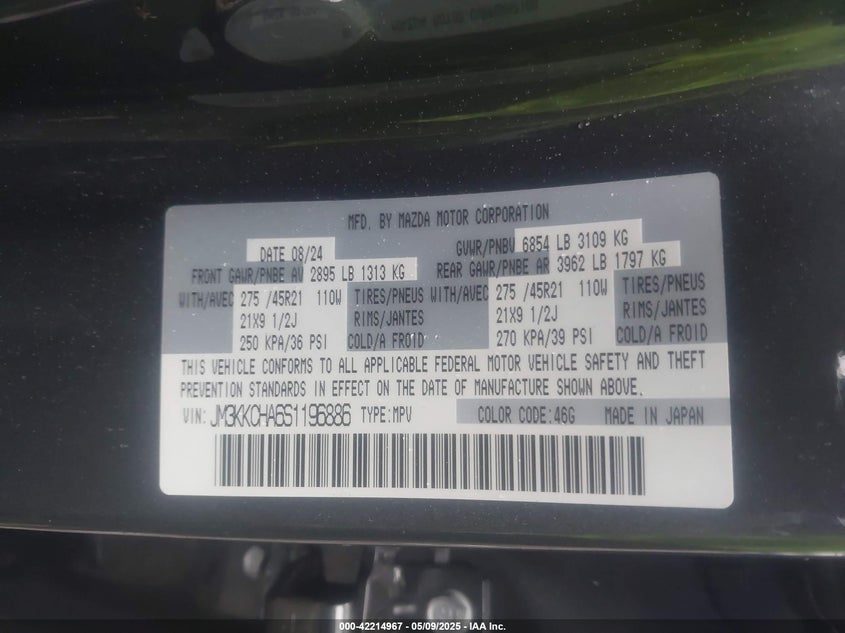 MFD. BY MAZDA MOTOR CORPORATION
DATE 08/24 GVWR/PNBV 6854 LB 3109 KG
FRONT GAWR/PNBE AV 2895 LB 1313 KG REAR GAWR/PNBE AR 3962 LB 1797 KG
WITH/AVEC 275 /45R21 110W TIRES/PNEUS WITH/AVEC 275 /45R21 110W TIRES/PNEUS
21X9 1/2J RIMS/JANTES 21X9 1/2J RIMS/JANTES
250 KPA/36 PSI COLD/A FROID 270 KPA/39 PSI COLD/A FROID
THIS VEHICLE CONFORMS TO ALL APPLICABLE FEDERAL MOTOR VEHICLE SAFETY AND THEFT
PREVENTION STANDARDS IN EFFECT ON THE DATE OF MANUFACTURE SHOWN ABOVE.
VIN: JM3KKCHA6S1196886 TYPE:MPV COLOR CODE:46G MADE IN JAPAN
000-42214967 - 05/09/2025 - IAA Inc.